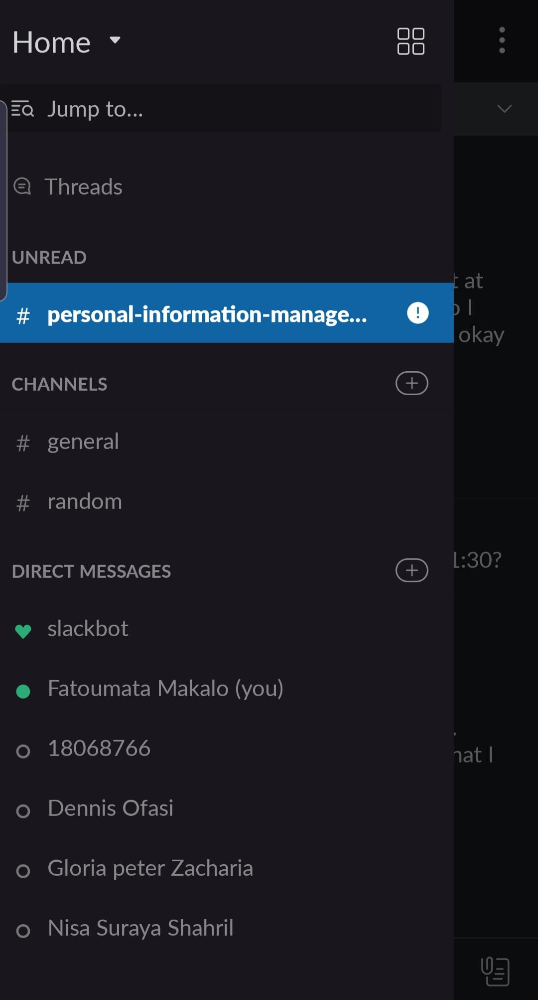 Home
Jump to...
Threads
UNREAD
# personal-information-manage...
t at
I
okay
CHANNELS
# general
# random
1:30?
DIRECT MESSAGES
slackbot
Fatoumata Makalo (you)
18068766
hat I
Dennis Ofasi
Gloria peter Zacharia
Nisa Suraya Shahril